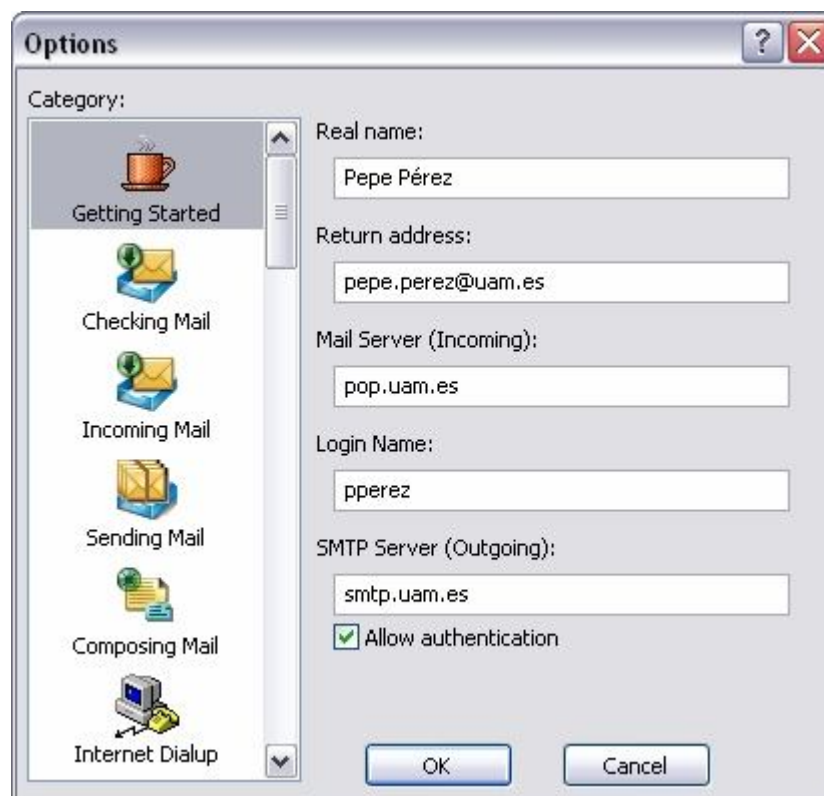 Options
Category:
Getting Started
Checking Mail
Incoming Mail
Sending Mail
Composing Mail
Internet Dialup
Real name:
Pepe Pérez
Return address:
pepe.perez@uam.es
Mail Server (Incoming):
pop.uam.es
Login Name:
pperez
SMTP Server (Outgoing):
smtp.uam.es
Allow authentication
OK
Cancel